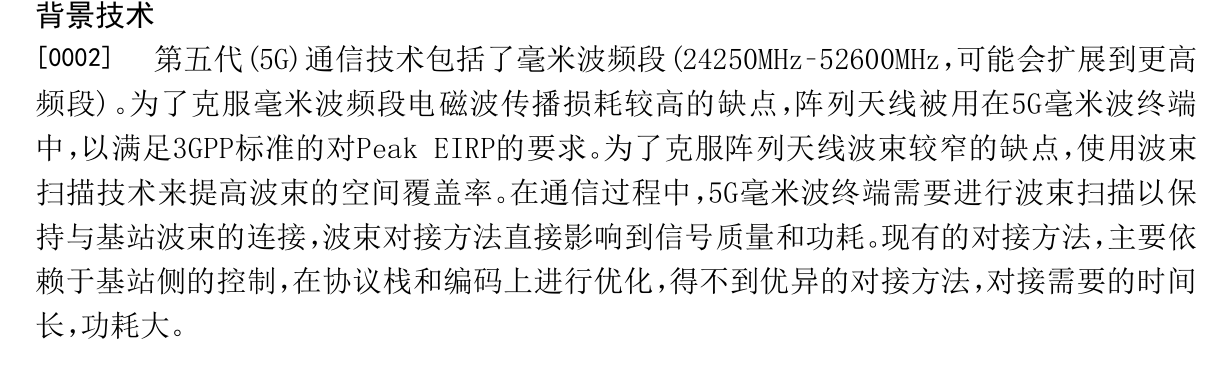 背景技术
[0002] 第五代(5G)通信技术包括了毫米波频段(24250MHz-52600MHz,可能会扩展到更高
频段)。为了克服毫米波频段电磁波传播损耗较高的缺点,阵列天线被用在5G毫米波终端
中,以满足3GPP标准的对Peak EIRP的要求。为了克服阵列天线波束较窄的缺点,使用波束
扫描技术来提高波束的空间覆盖率。在通信过程中,5G毫米波终端需要进行波束扫描以保
持与基站波束的连接,波束对接方法直接影响到信号质量和功耗。现有的对接方法,主要依
赖于基站侧的控制,在协议栈和编码上进行优化,得不到优异的对接方法,对接需要的时间
长,功耗大。